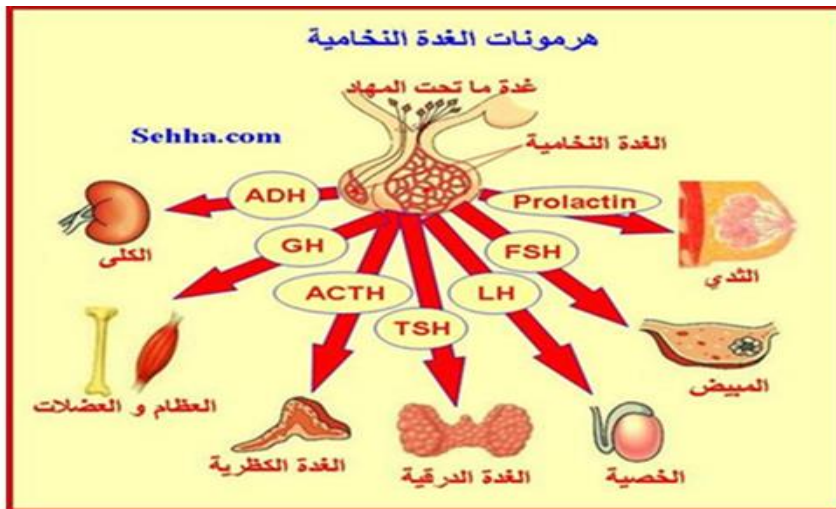 هرمونات الغدة النخامية
غدة ما تحت المهاد
Sehha.com
الغدة النخامية
ADH
Prolactin
الكلى
GH
FSH
الثدي
ACTH
LH
TSH
العظام و العضلات
المبيض
الغدة الكظرية
الغدة الدرقية
الخصية